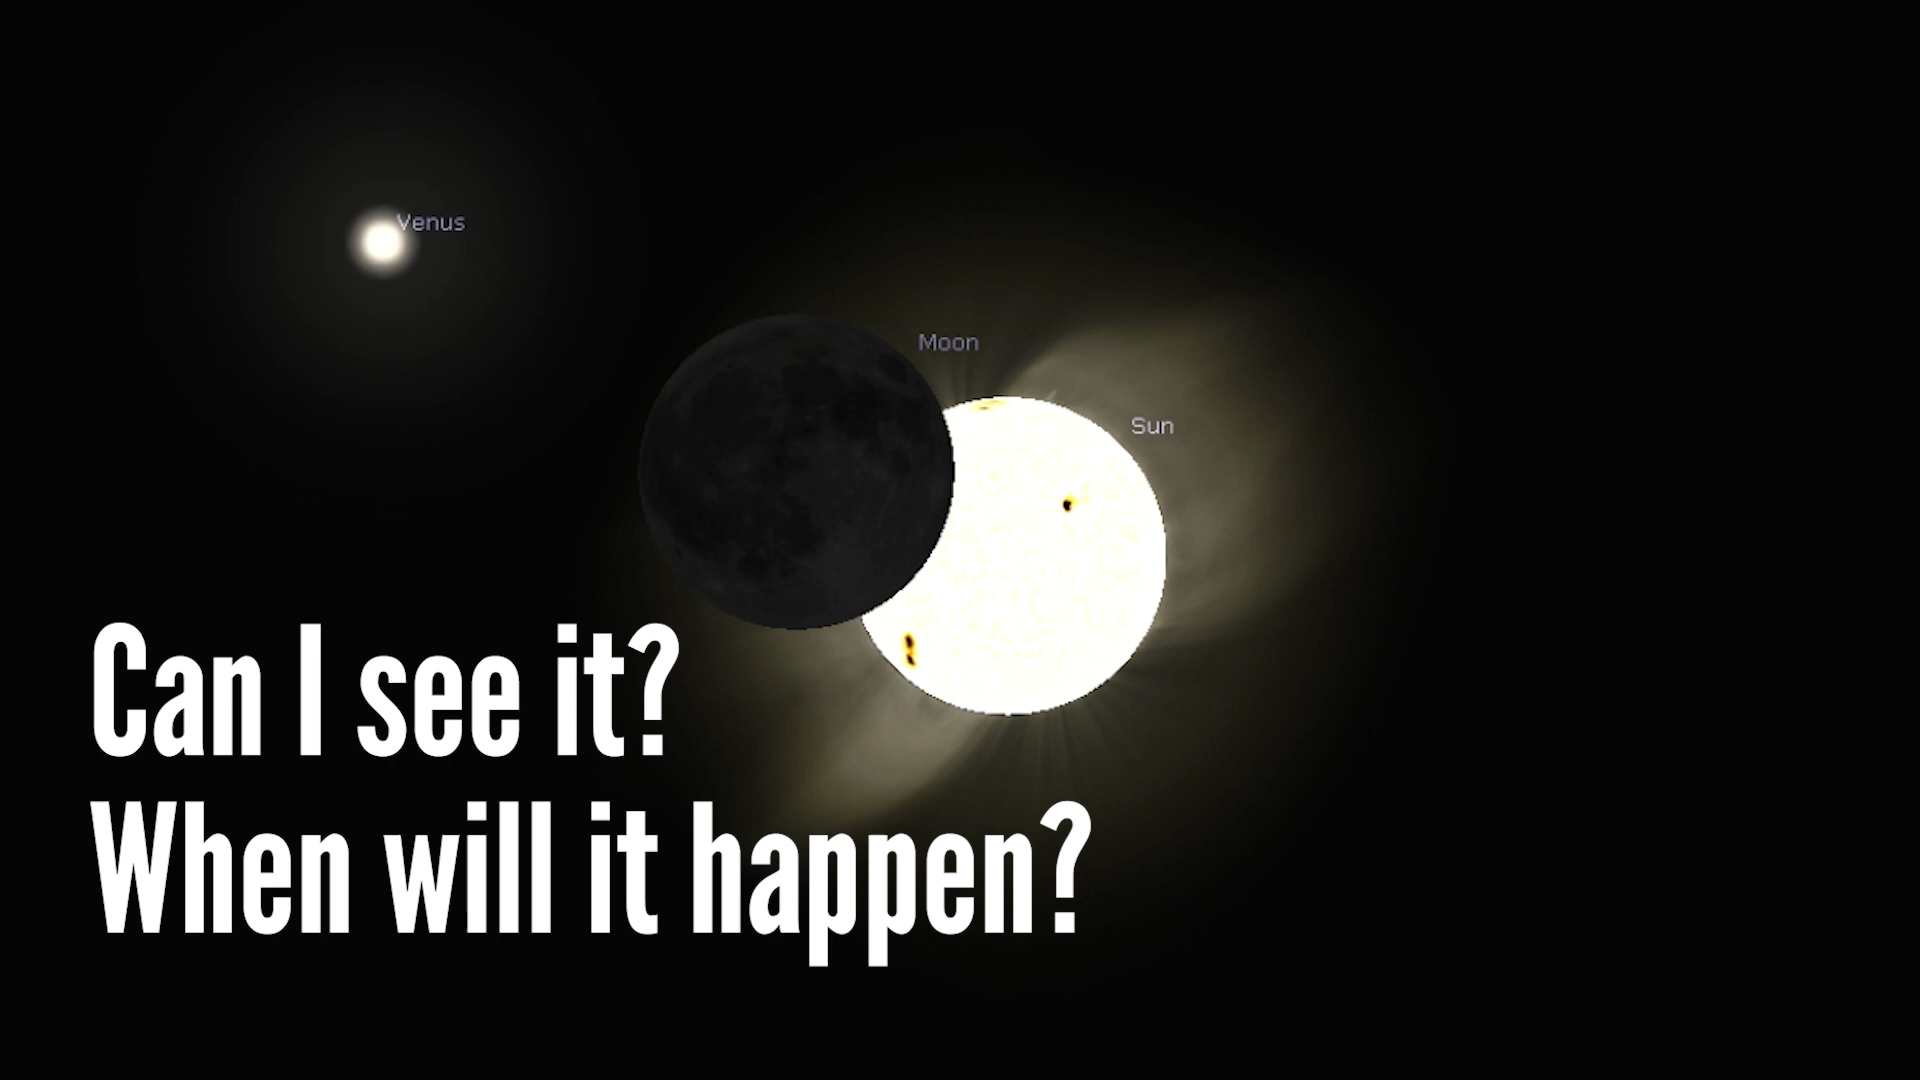 Venus
Moon
Sun
Can I see it?
When will it happen?